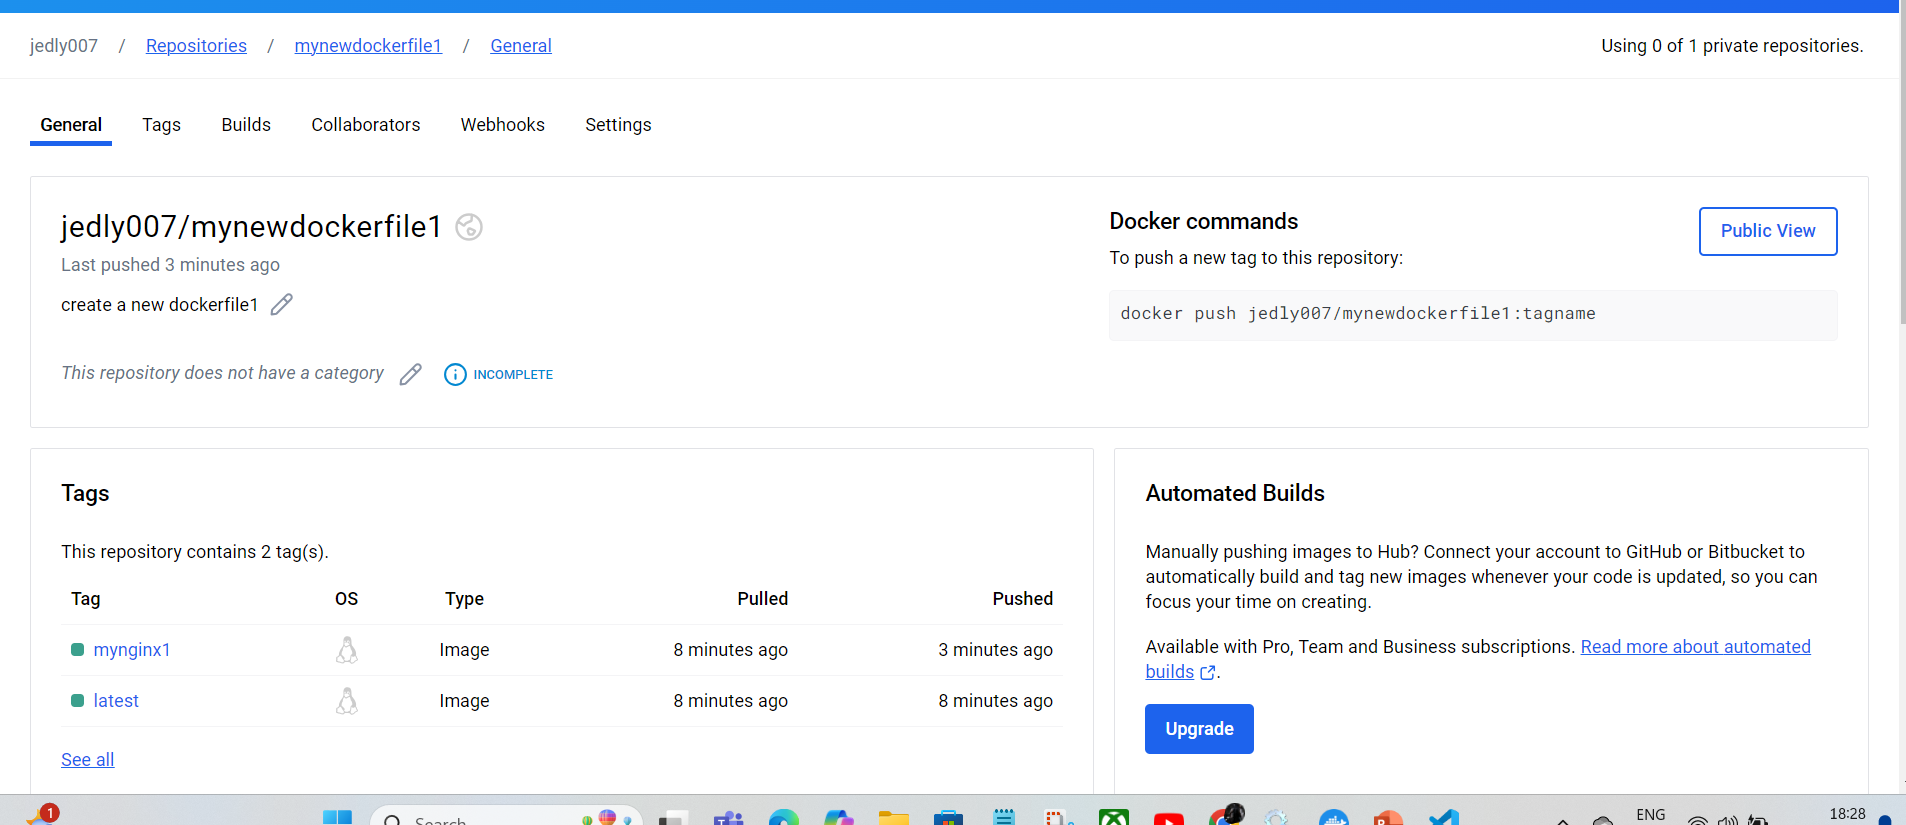 jedly007 / Repositories / mynewdockerfile1 / General
Using 0 of 1 private repositories.
General Tags Builds Collaborators Webhooks Settings
jedly007/mynewdockerfile1
Last pushed 3 minutes ago
create a new dockerfile1
This repository does not have a category
INCOMPLETE
Docker commands
Public View
To push a new tag to this repository:
docker push jedly007/mynewdockerfile1:tagname
Tags
This repository contains 2 tag(s).
Tag OS Type Pulled Pushed
mynginx1 Image 8 minutes ago 3 minutes ago
latest Image 8 minutes ago 8 minutes ago
See all
Automated Builds
Manually pushing images to Hub? Connect your account to GitHub or Bitbucket to
automatically build and tag new images whenever your code is updated, so you can
focus your time on creating.
Available with Pro, Team and Business subscriptions. Read more about automated
builds.
Upgrade
1
Search
ENG
18:28